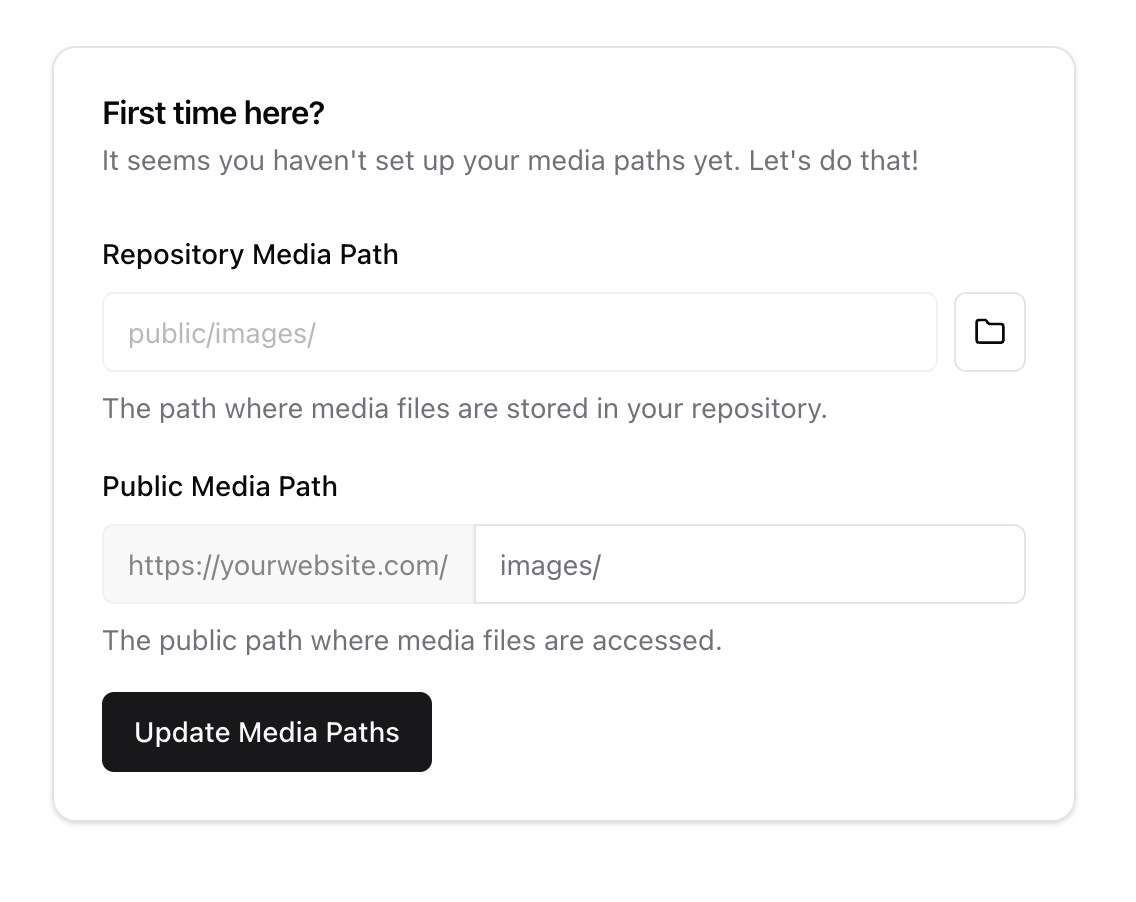 First time here?
It seems you haven't set up your media paths yet. Let's do that!
Repository Media Path
public/images/
The path where media files are stored in your repository.
Public Media Path
https://yourwebsite.com/ images/
The public path where media files are accessed.
Update Media Paths